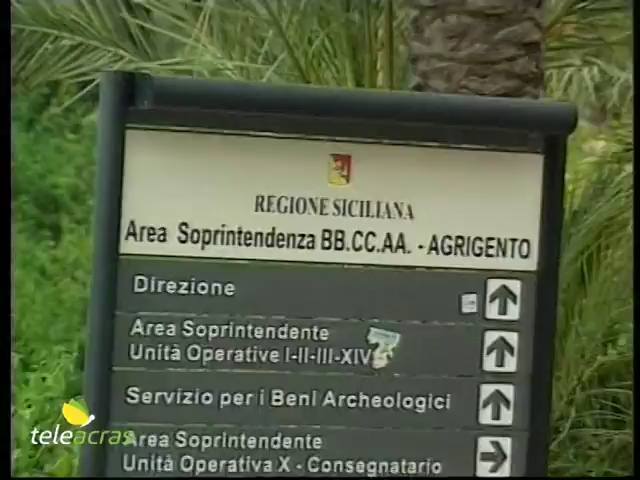 REGIONE SICILIANA
Area Soprintendenza BB.CC.AA. - AGRIGENTO
Direzione
Area Soprintendente
Unità Operative I-II-III-XIV
Servizio per i Beni Archeologici
Area Soprintendente
Unità Operativa X - Consegnatario
teleacras